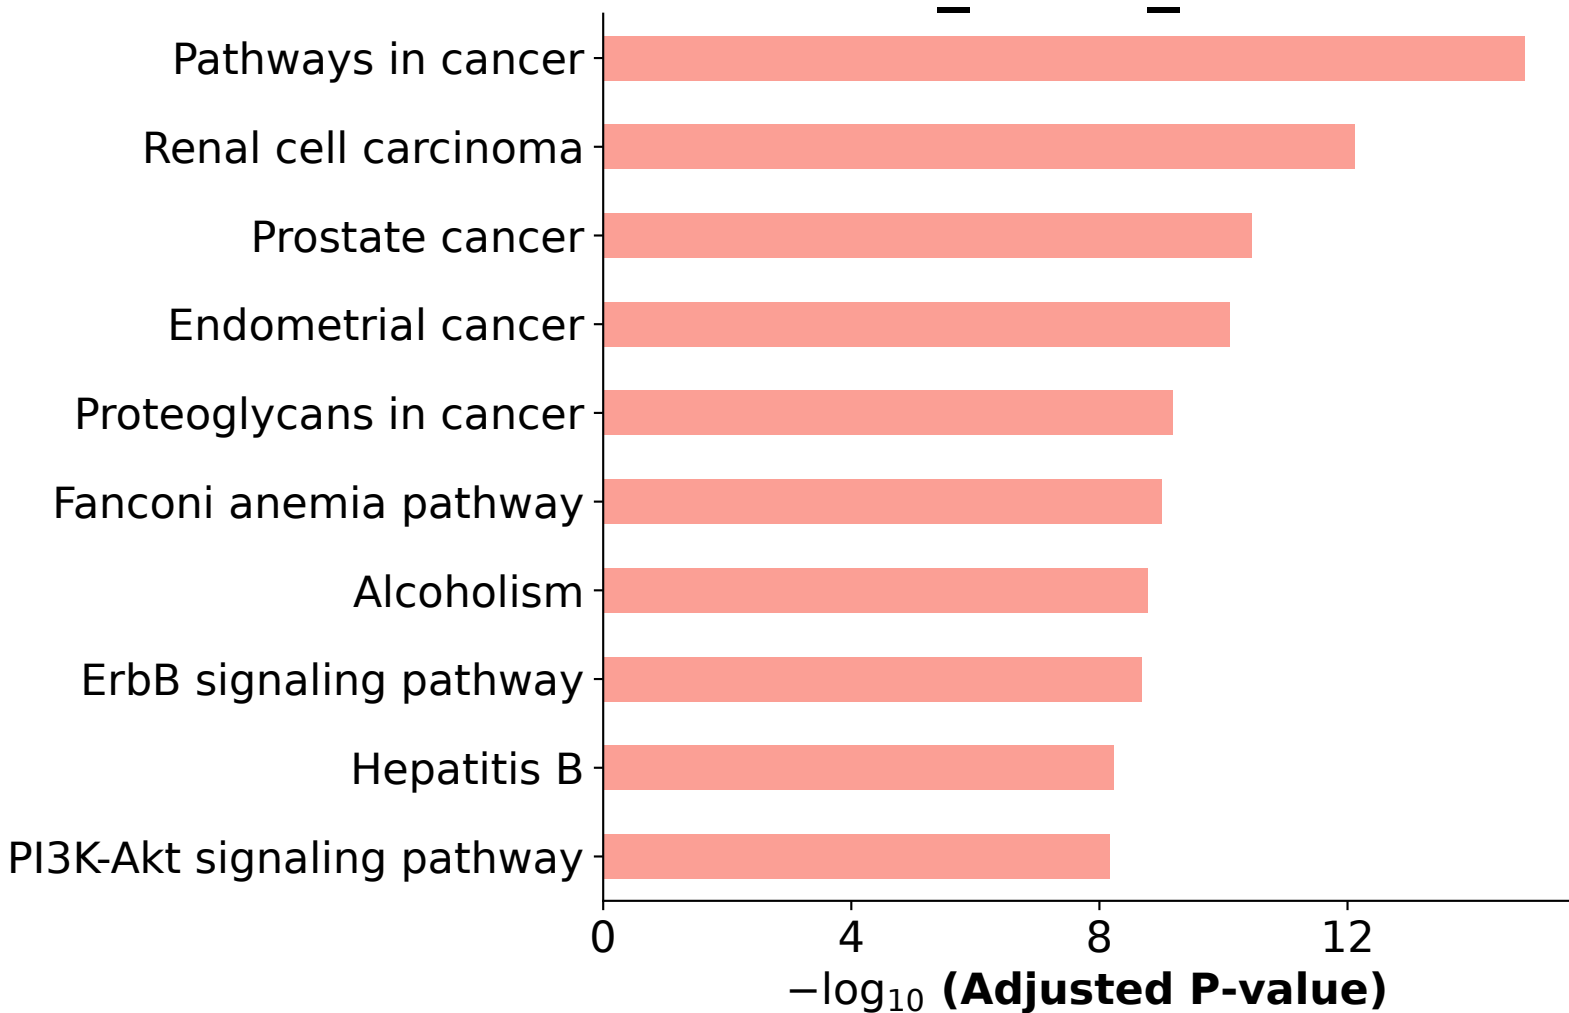 Pathways in cancer
Renal cell carcinoma
Prostate cancer
Endometrial cancer
Proteoglycans in cancer
Fanconi anemia pathway
Alcoholism
ErbB signaling pathway
Hepatitis B
PI3K-Akt signaling pathway
0 4 8 12
−log₁₀ (Adjusted P-value)